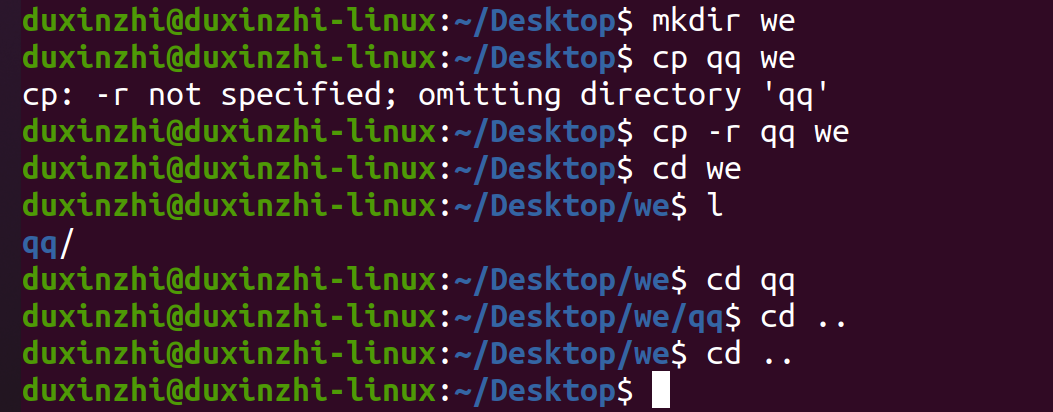 duxinzhi@duxinzhi-linux:~/Desktop$ mkdir we
duxinzhi@duxinzhi-linux:~/Desktop$ cp qq we
cp: -r not specified; omitting directory 'qq'
duxinzhi@duxinzhi-linux:~/Desktop$ cp -r qq we
duxinzhi@duxinzhi-linux:~/Desktop$ cd we
duxinzhi@duxinzhi-linux:~/Desktop/we$ l
qq/
duxinzhi@duxinzhi-linux:~/Desktop/we$ cd qq
duxinzhi@duxinzhi-linux:~/Desktop/we/qq$ cd ..
duxinzhi@duxinzhi-linux:~/Desktop/we$ cd ..
duxinzhi@duxinzhi-linux:~/Desktop$